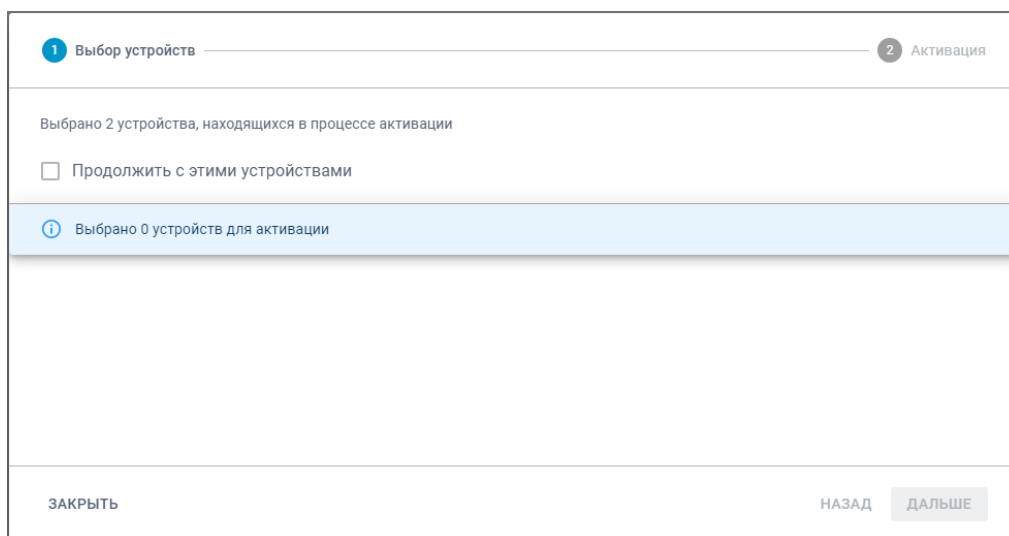 1 Выбор устройств 2 Активация
Выбрано 2 устройства, находящихся в процессе активации
Продолжить с этими устройствами
Выбрано 0 устройств для активации
ЗАКРЫТЬ НАЗАД ДАЛЬШЕ